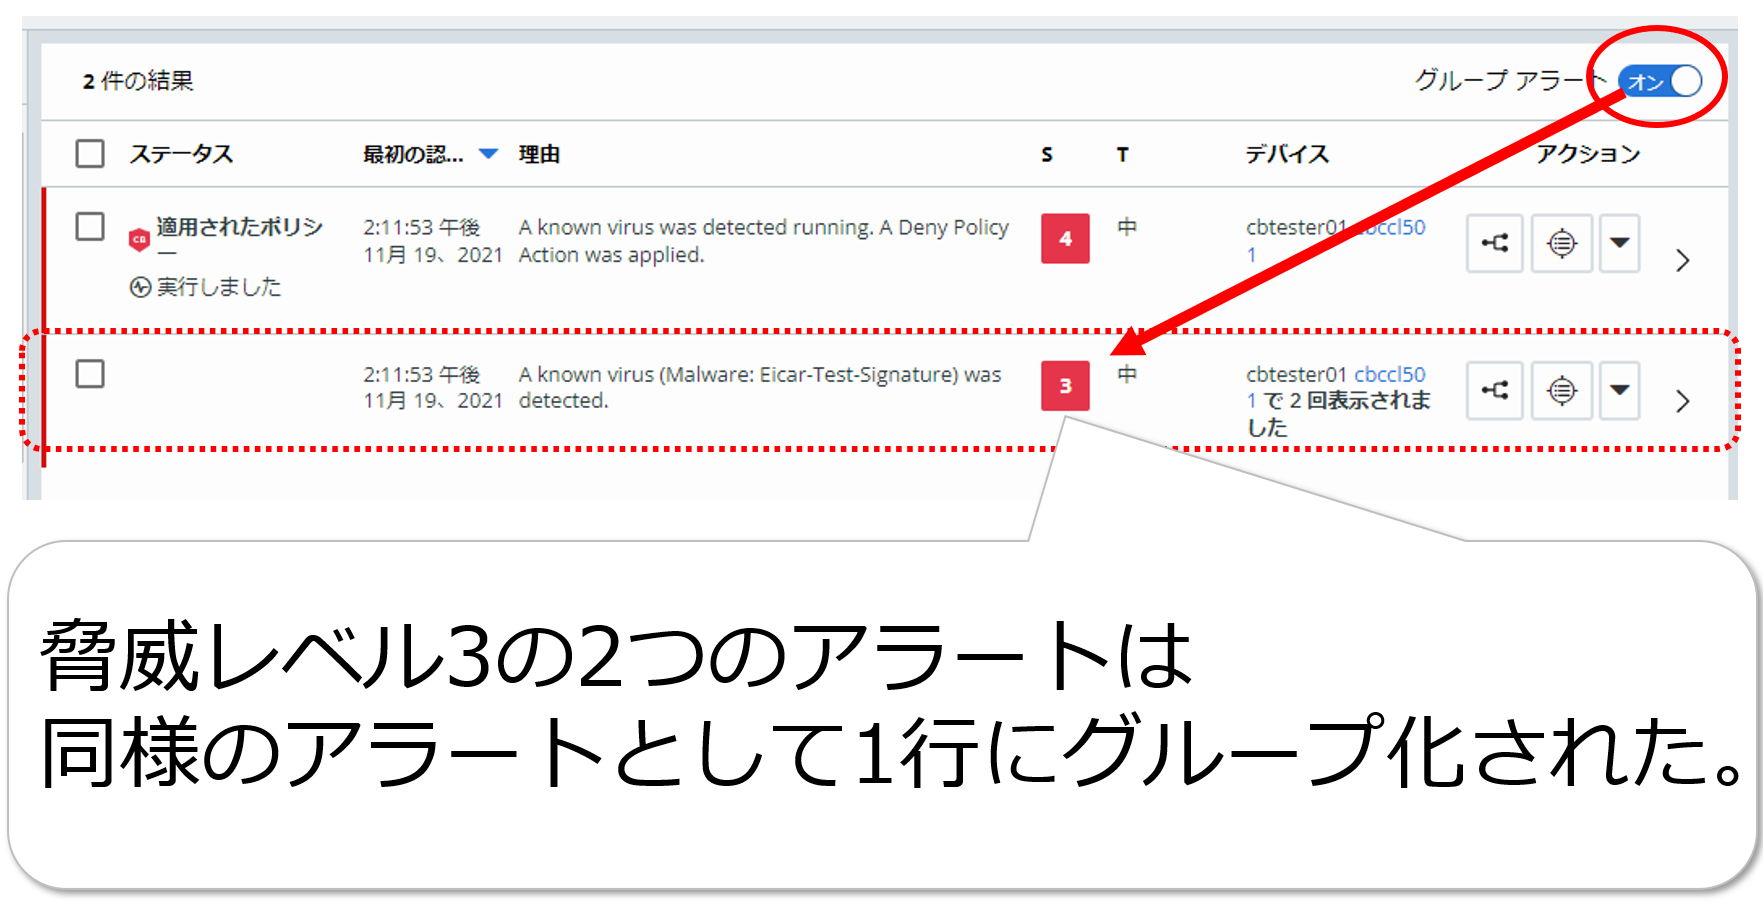 2 件の結果
グループ アラート オン
ステータス 最初の認... 理由 S T デバイス アクション
適用されたポリシ 2:11:53 午後 A known virus was detected running. A Deny Policy 4 中 cbtester01 cbccl50
ー 11月 19、2021 Action was applied. 1
実行しました
2:11:53 午後 A known virus (Malware: Eicar-Test-Signature) was 3 中 cbtester01 cbccl50
11月 19、2021 detected. 1 で 2 回表示されま
した
脅威レベル3の2つのアラートは
同様のアラートとして1行にグループ化された。